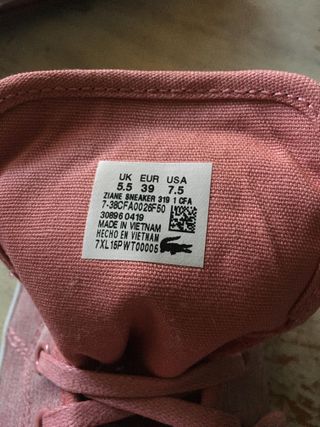 UK EUR USA
5.5 39 7.5
ZIANE SNEAKER 319 1 CFA
7-38CFA0026F50
30896 0419
MADE IN VIETNAM
HECHO EN VIETNAM
7XL15PWT00005